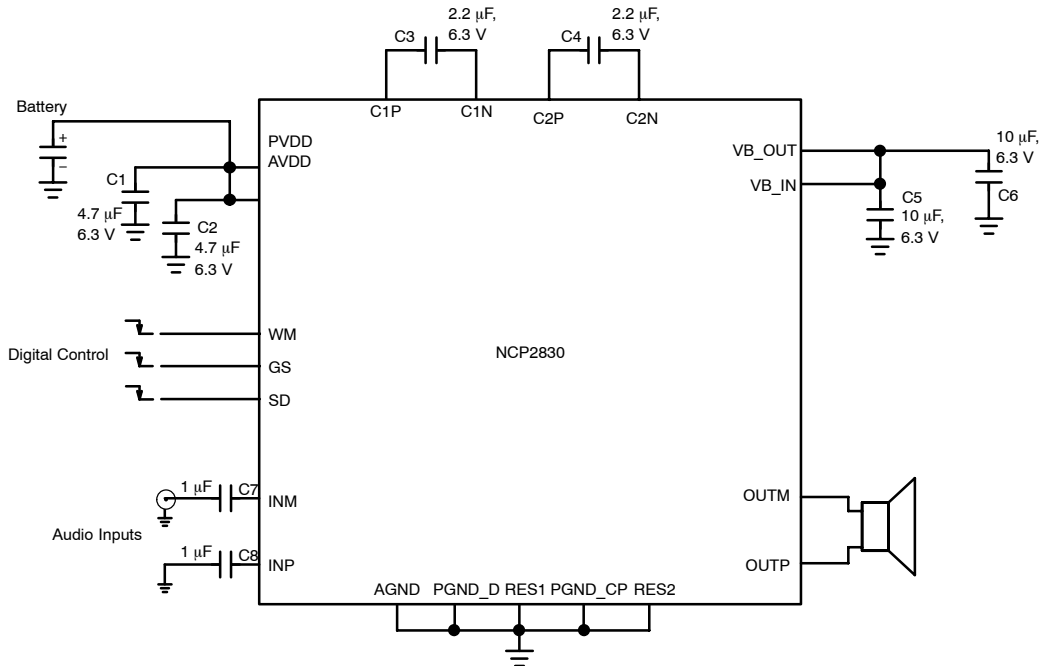 2.2 μF,
6.3 V
C3
2.2 μF,
6.3 V
C4
C1P
C1N
C2P
C2N
Battery
+
−
PVDD
AVDD
C1
4.7 μF
6.3 V
C2
4.7 μF
6.3 V
VB_OUT
VB_IN
10 μF,
6.3 V
C6
C5
10 μF,
6.3 V
Digital Control
WM
GS
SD
NCP2830
1 μF
C7
INM
Audio Inputs
1 μF
C8
INP
OUTM
OUTP
AGND
PGND_D
RES1
PGND_CP
RES2